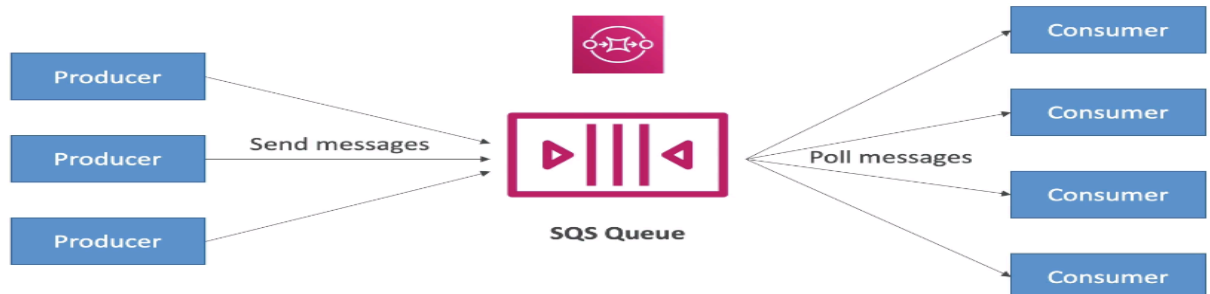 Producer
Producer
Producer
Send messages
SQS Queue
Poll messages
Consumer
Consumer
Consumer
Consumer